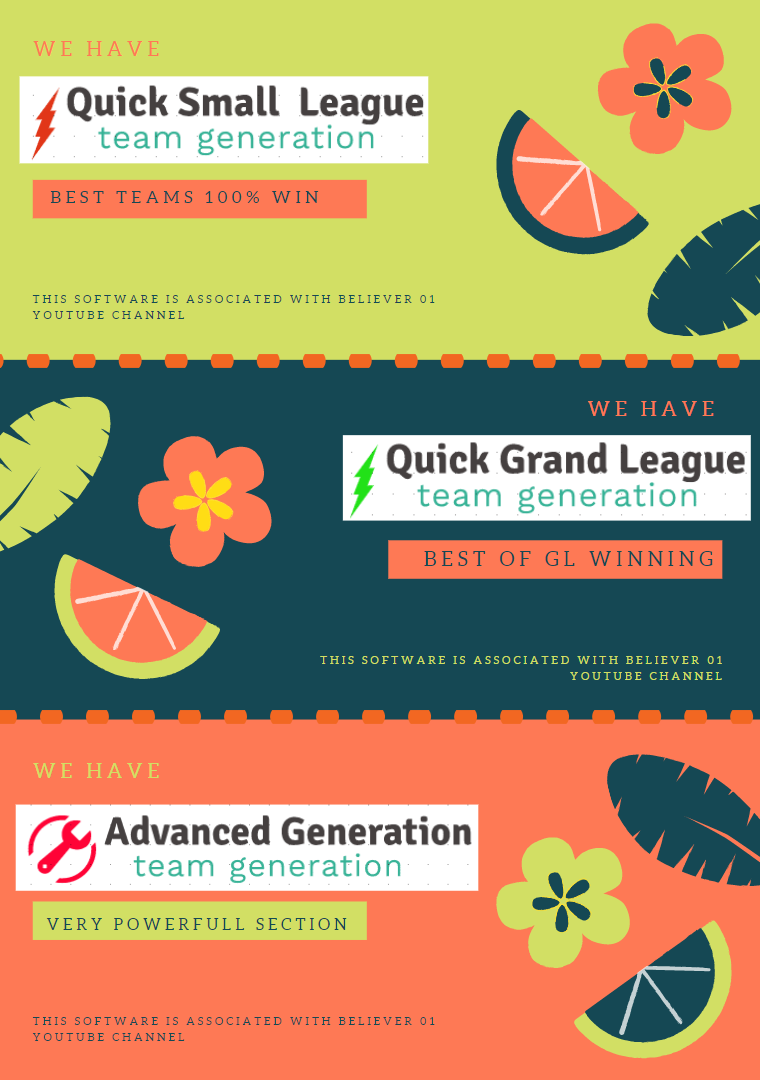 WE HAVE
Quick Small League
team generation
BEST TEAMS 100% WIN
THIS SOFTWARE IS ASSOCIATED WITH BELIEVER 01
YOUTUBE CHANNEL
WE HAVE
Quick Grand League
team generation
BEST OF GL WINNING
THIS SOFTWARE IS ASSOCIATED WITH BELIEVER 01
YOUTUBE CHANNEL
WE HAVE
Advanced Generation
team generation
VERY POWERFULL SECTION
THIS SOFTWARE IS ASSOCIATED WITH BELIEVER 01
YOUTUBE CHANNEL